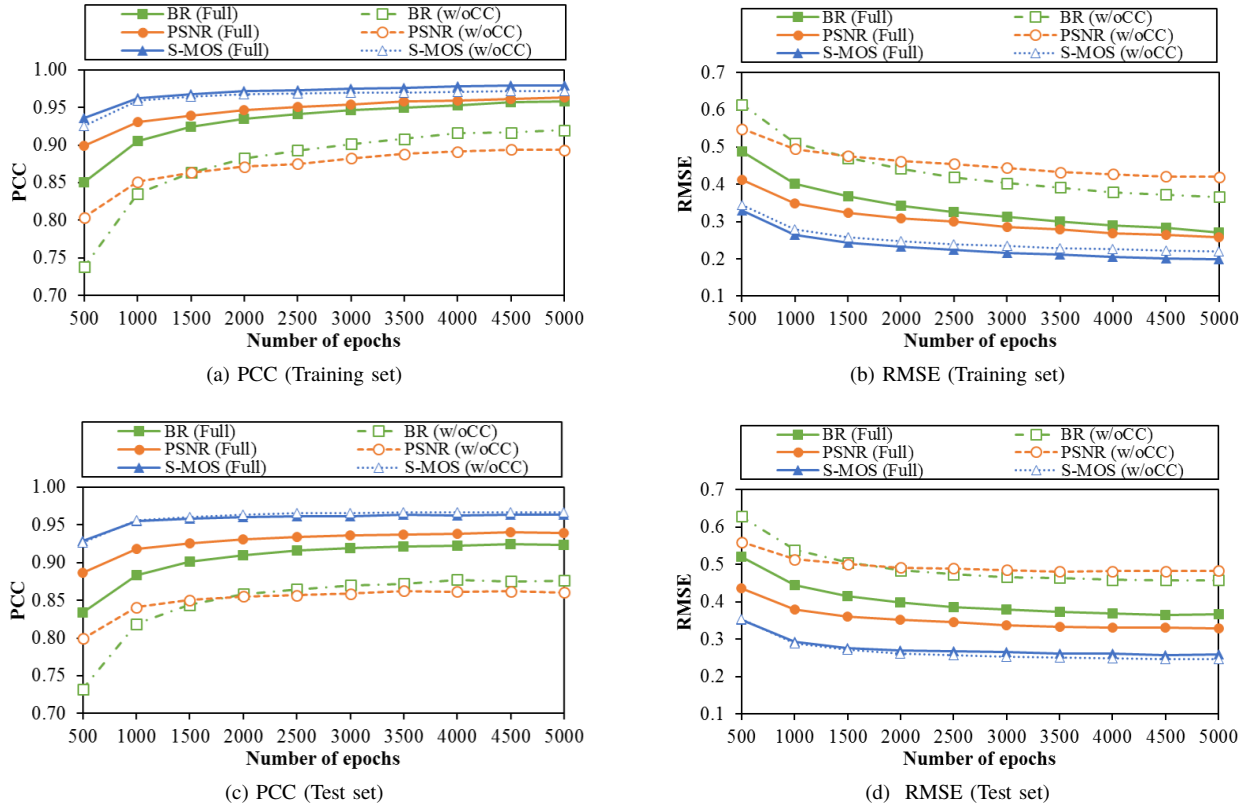 BR (Full) BR (w/oCC)
PSNR (Full) PSNR (w/oCC)
S-MOS (Full) S-MOS (w/oCC)
1.00
0.95
0.90
0.85
0.80
0.75
0.70
PCC
500 1000 1500 2000 2500 3000 3500 4000 4500 5000
Number of epochs
(a) PCC (Training set)
BR (Full) BR (w/oCC)
PSNR (Full) PSNR (w/oCC)
S-MOS (Full) S-MOS (w/oCC)
0.7
0.6
0.5
0.4
0.3
0.2
0.1
RMSE
500 1000 1500 2000 2500 3000 3500 4000 4500 5000
Number of epochs
(b) RMSE (Training set)
BR (Full) BR (w/oCC)
PSNR (Full) PSNR (w/oCC)
S-MOS (Full) S-MOS (w/oCC)
1.00
0.95
0.90
0.85
0.80
0.75
0.70
PCC
500 1000 1500 2000 2500 3000 3500 4000 4500 5000
Number of epochs
(c) PCC (Test set)
BR (Full) BR (w/oCC)
PSNR (Full) PSNR (w/oCC)
S-MOS (Full) S-MOS (w/oCC)
0.7
0.6
0.5
0.4
0.3
0.2
0.1
RMSE
500 1000 1500 2000 2500 3000 3500 4000 4500 5000
Number of epochs
(d) RMSE (Test set)